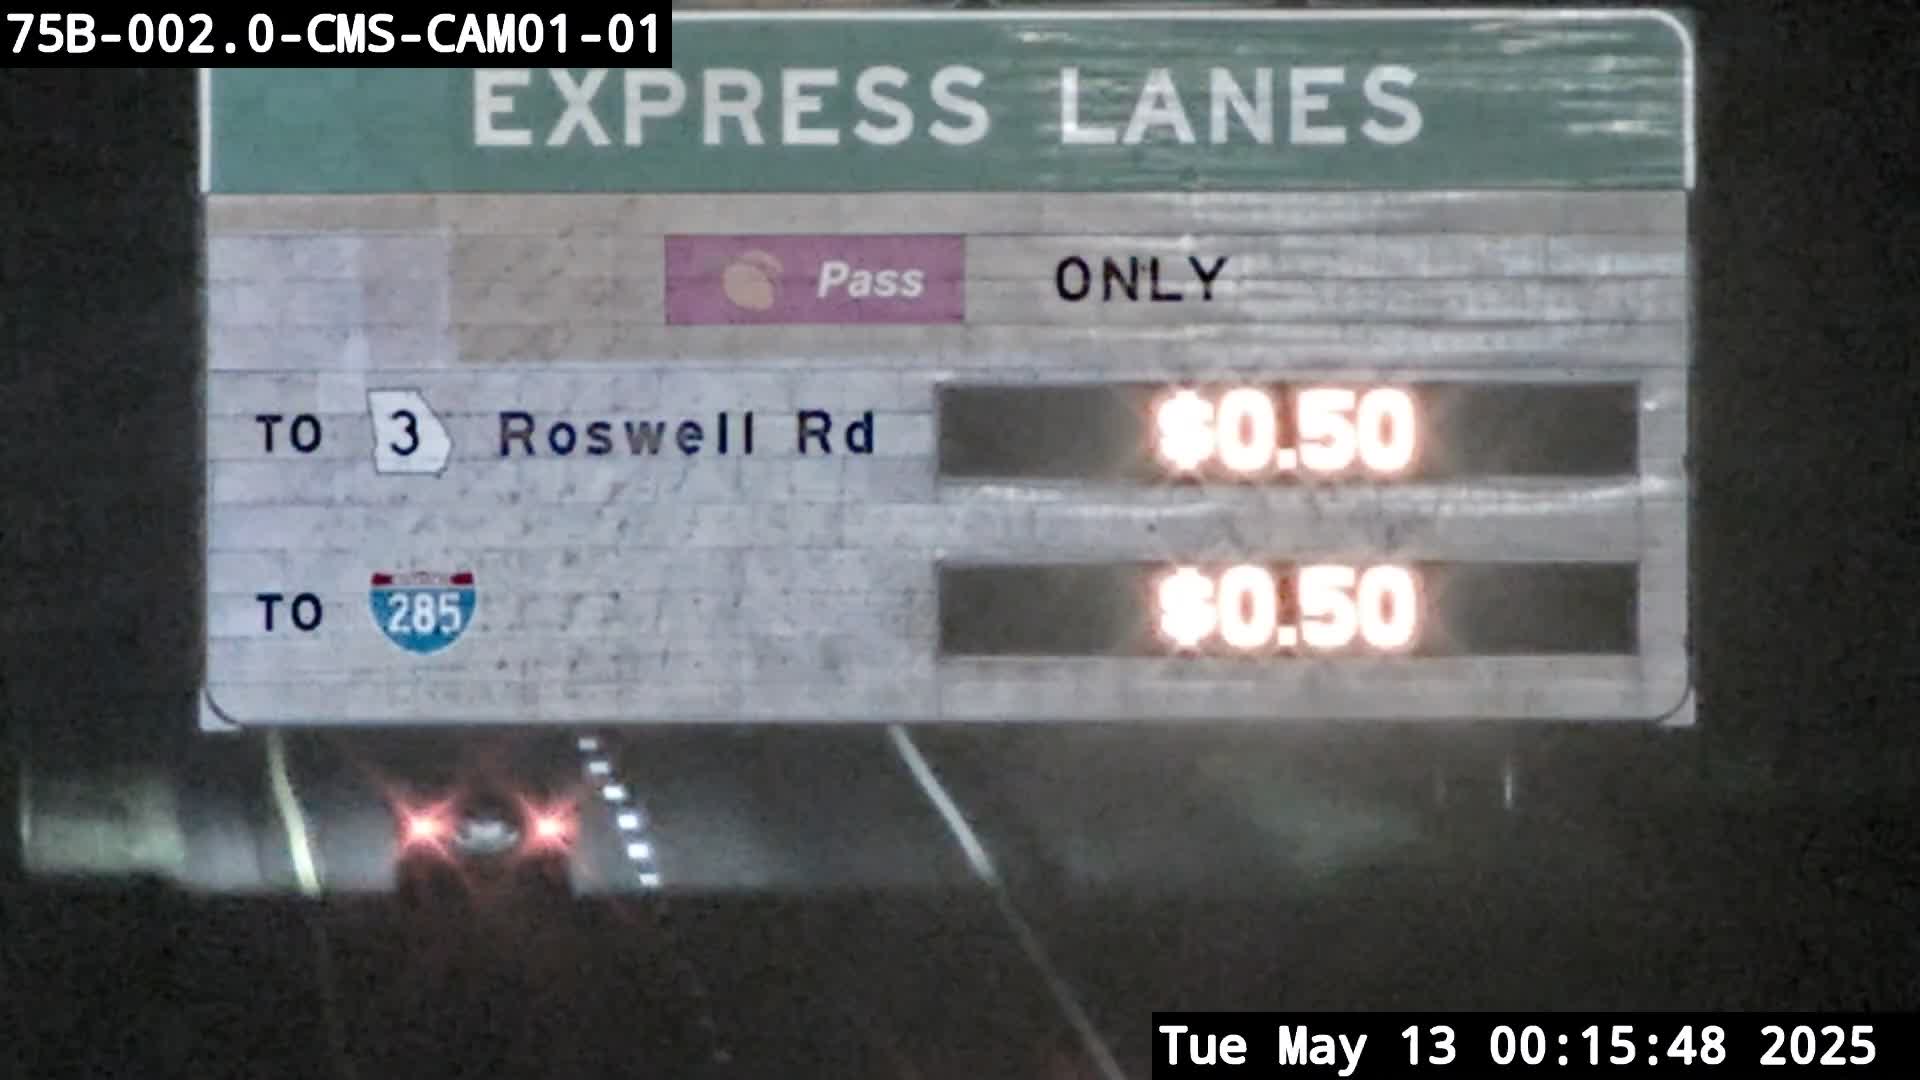 75B-002.0-CMS-CAM01-01
EXPRESS LANES
Pass ONLY
TO 3 Roswell Rd $0.50
TO 285 $0.50
Tue May 13 00:15:48 2025